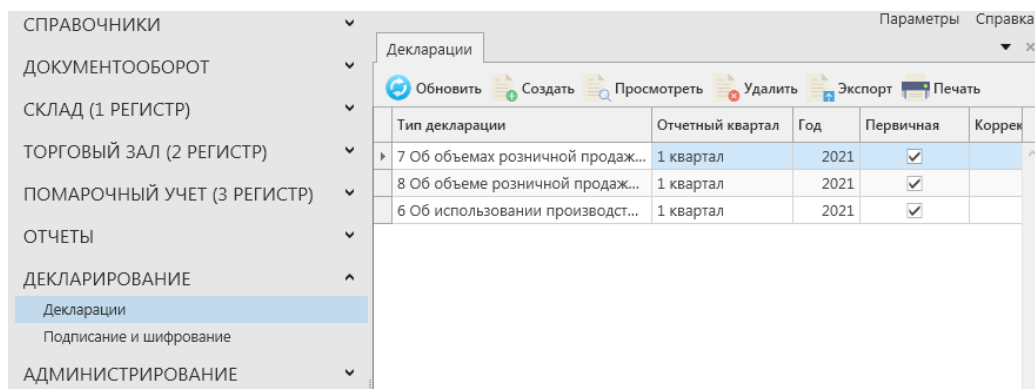 Параметры Справка
СПРАВОЧНИКИ
ДОКУМЕНТООБОРОТ
СКЛАД (1 РЕГИСТР)
ТОРГОВЫЙ ЗАЛ (2 РЕГИСТР)
ПОМАРОЧНЫЙ УЧЕТ (3 РЕГИСТР)
ОТЧЕТЫ
ДЕКЛАРИРОВАНИЕ
Декларации
Подписание и шифрование
АДМИНИСТРИРОВАНИЕ
Декларации
Обновить Создать Просмотреть Удалить Экспорт Печать
Тип декларации Отчетный квартал Год Первичная Коррек
7 Об объемах розничной продаж... 1 квартал 2021
8 Об объеме розничной продаж... 1 квартал 2021
6 Об использовании производст... 1 квартал 2021